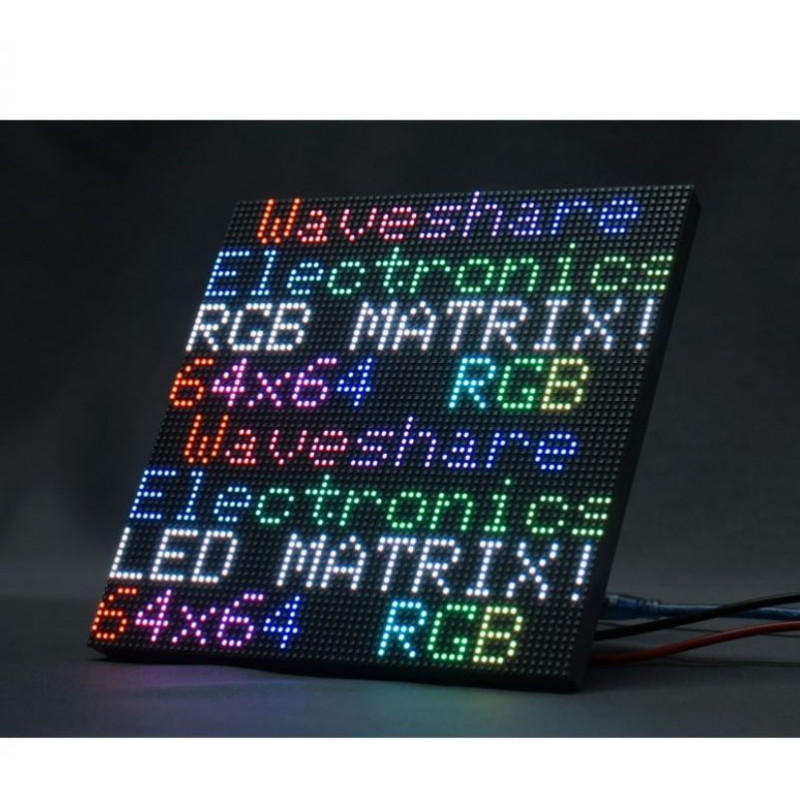 Waveshare
Electronics
RGB MATRIX!
64x64 RGB
Waveshare
Electronics
LED MATRIX!
64x64 RGB